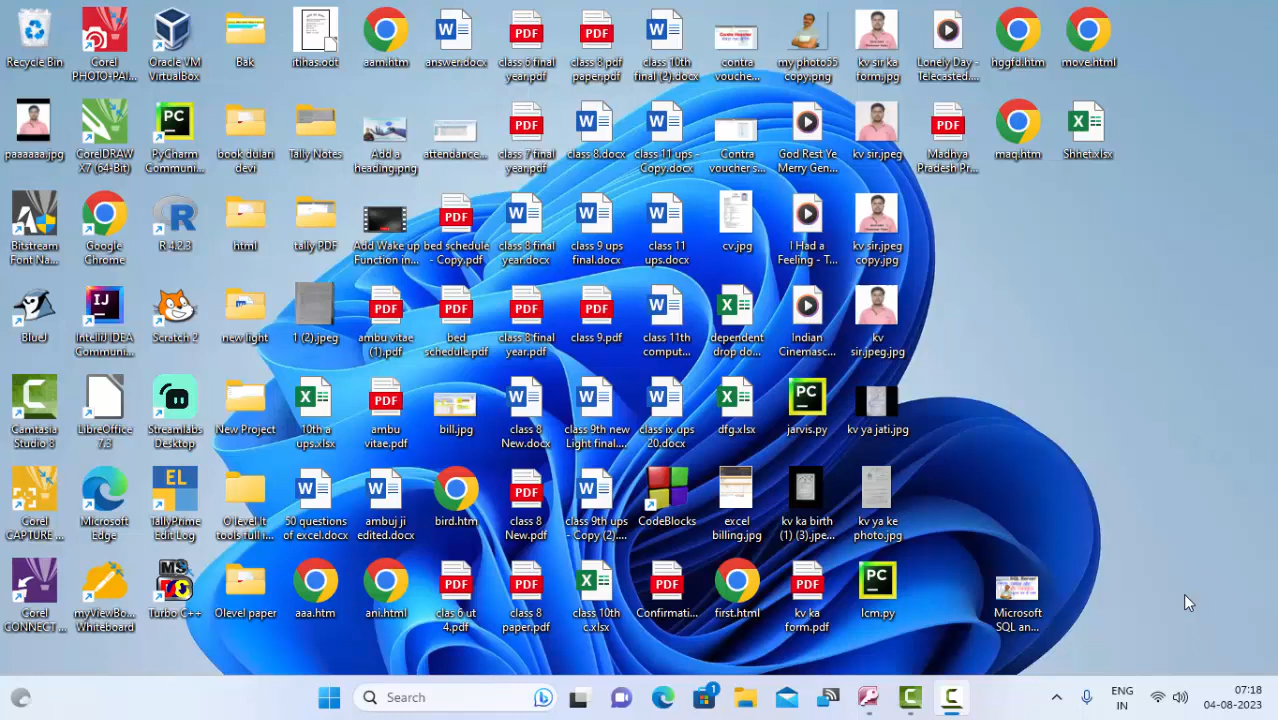 Recycle Bin
Corel PHOTO-PAI...
Oracle VM VirtualBox
Bak
itihas.odt
aam.htm
answer.docx
class 6 final year.pdf
class 8 pdf paper.pdf
class 10th final (2).docx
contra vouche...
my photo55 copy.png
kv sir ka form.jpg
Lonely Day - Telecasted....
hggfd.htm
move.html
paaaaaa.jpg
CorelDRAW X7 (64-Bit)
PyCharm Communi...
book dulari devi
Tally Notes
Add a heading.png
attendance...
class 7 final year.pdf
class 8.docx
class 11 ups - Copy.docx
Contra voucher s...
God Rest Ye Merry Gen...
kv sir.jpeg
Madhya Pradesh Pr...
maq.htm
Shhet.xlsx
Bitstream Font Na...
Google Chrome
R 4.2.3
html
tally PDF
Add Wake up Function in...
bed schedule - Copy.pdf
class 8 final year.docx
class 9 ups final.docx
class 11 ups.docx
cv.jpg
I Had a Feeling - T...
kv sir.jpeg copy.jpg
BlueJ
IntelliJ IDEA Communi...
Scratch 2
new light
1 (2).jpeg
ambu vitae (1).pdf
bed schedule.pdf
class 8 final year.pdf
class 9.pdf
class 11th comput...
dependent drop do...
Indian Cinemasc...
kv sir.jpeg.jpg
Camtasia Studio 8
LibreOffice 7.3
Streamlabs Desktop
New Project
10th a ups.xlsx
ambu vitae.pdf
bill.jpg
class 8 New.docx
class 9th new Light final....
class ix ups 20.docx
dfg.xlsx
jarvis.py
kv ya jati.jpg
Corel CAPTURE ...
Microsoft Edge
TallyPrime Edit Log
O level It tools full i...
50 questions of excel.docx
ambuj ji edited.docx
bird.htm
class 8 New.pdf
class 9th ups - Copy (2)....
CodeBlocks
excel billing.jpg
kv ka birth (1) (3).jpe...
kv ya ke photo.jpg
Corel CONNECT ...
myViewBo... Whiteboard
Turbo C++
Olevel paper
aaa.htm
ani.html
clas 6 ut 4.pdf
class 8 paper.pdf
class 10th c.xlsx
Confirmati...
first.html
kv ka form.pdf
lcm.py
Microsoft SQL an...
Search
ENG IN
07:18
04-08-2023